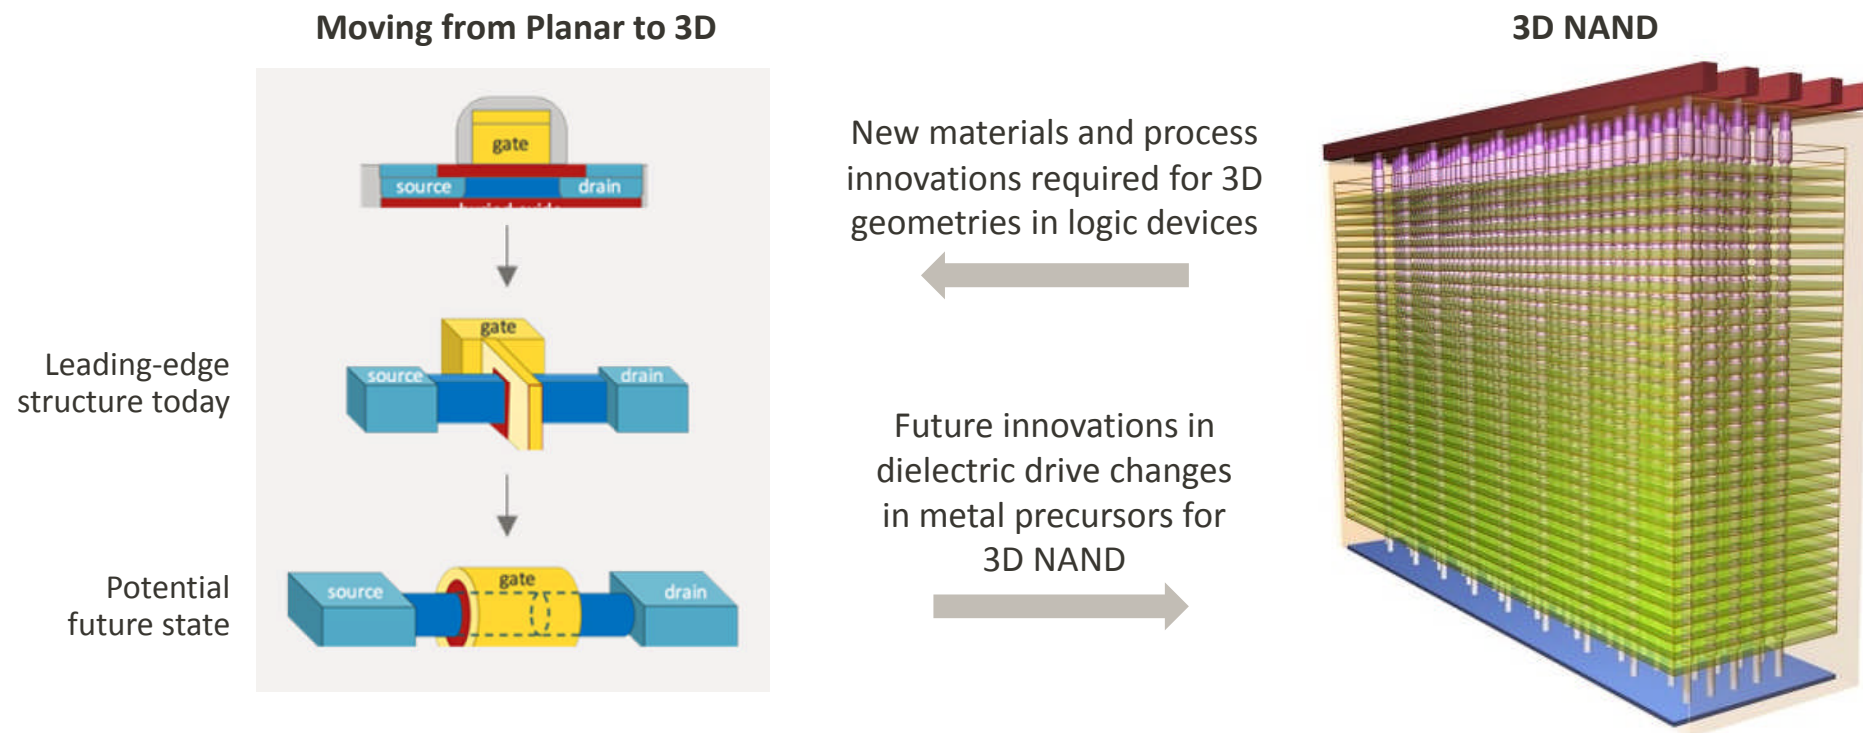 Moving from Planar to 3D
gate
source
drain
Leading-edge
structure today
gate
source
drain
Potential
future state
gate
source
drain
New materials and process
innovations required for 3D
geometries in logic devices
Future innovations in
dielectric drive changes
in metal precursors for
3D NAND
3D NAND